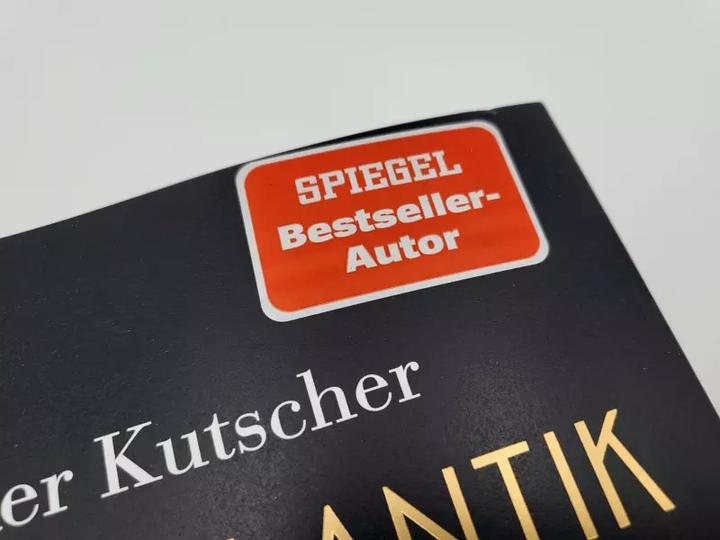 SPIEGEL
Bestseller-
Autor
er Kutscher
ANTIK